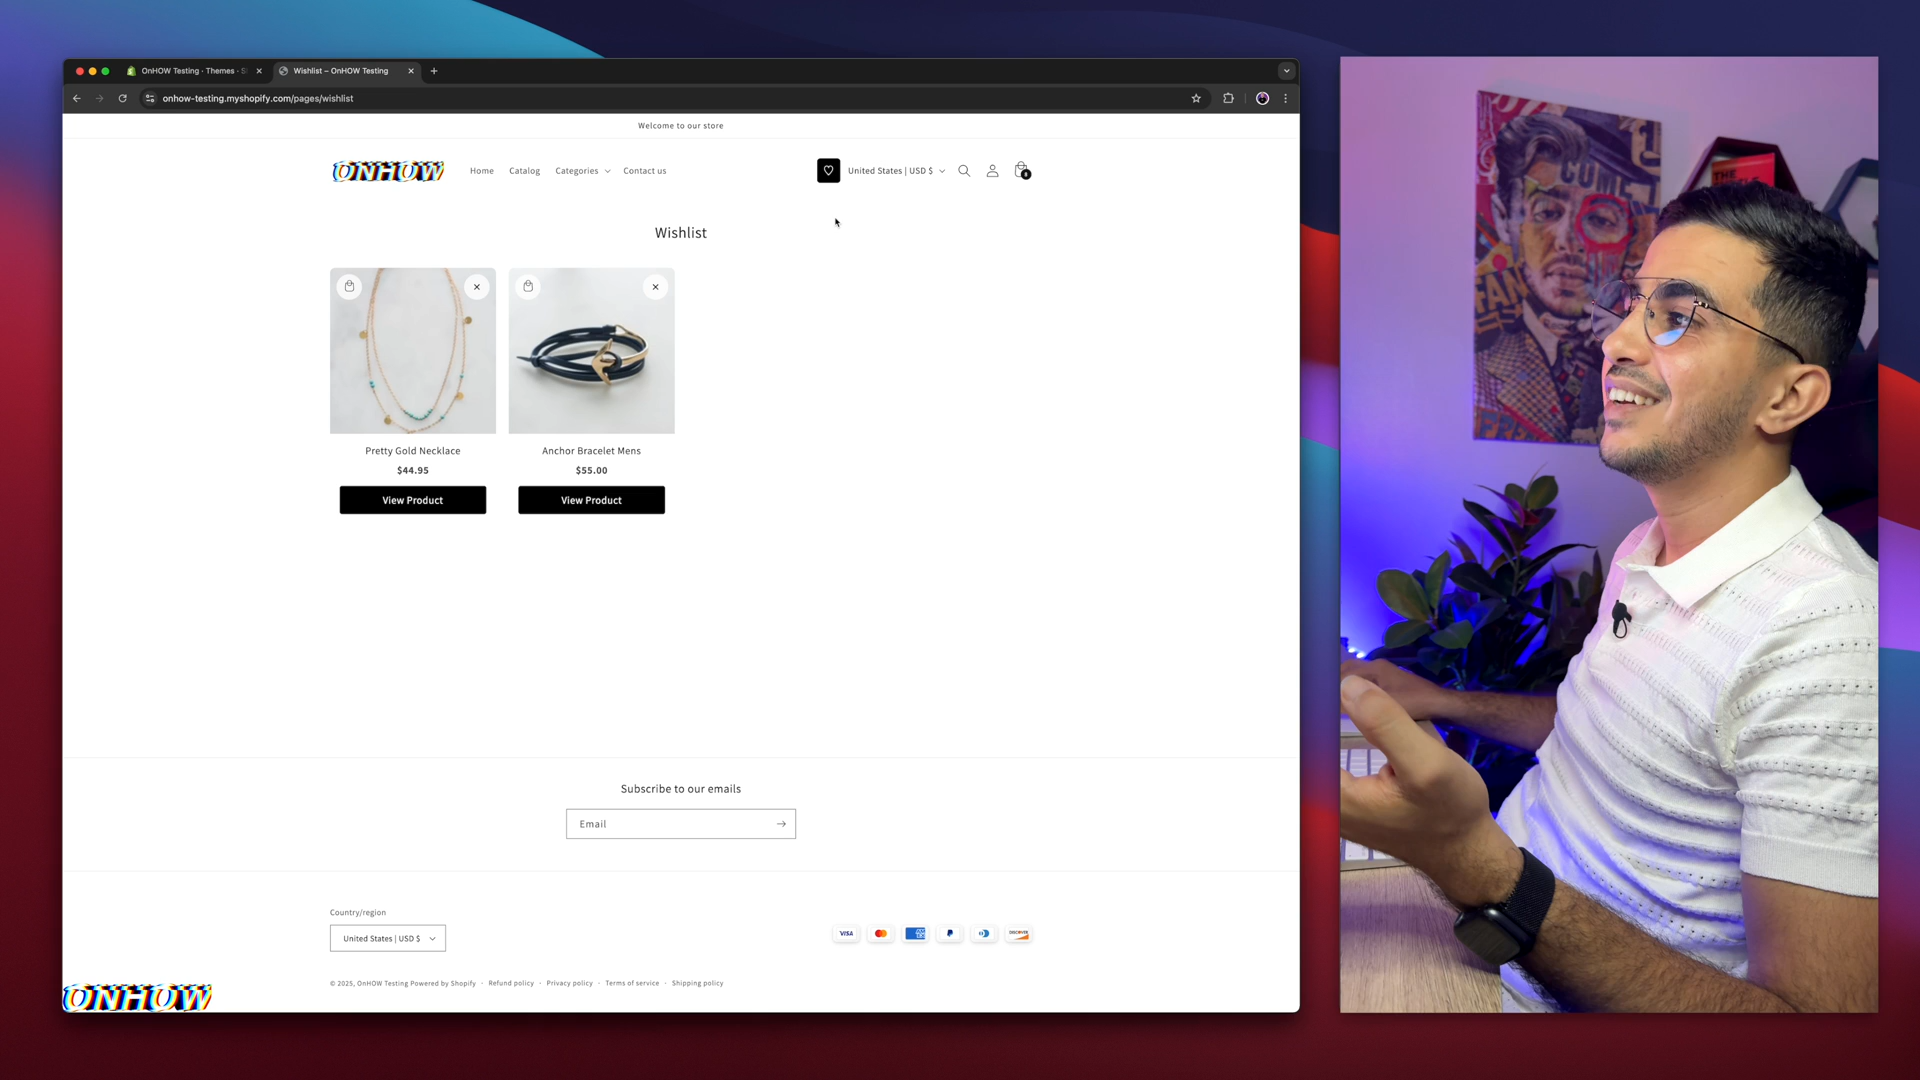 OnHOW Testing · Themes · S
Wishlist – OnHOW Testing
onhow-testing.myshopify.com/pages/wishlist
Welcome to our store
ONHOW
Home
Catalog
Categories
Contact us
United States | USD $
Wishlist
Pretty Gold Necklace
$44.95
View Product
Anchor Bracelet Mens
$55.00
View Product
Subscribe to our emails
Email
Country/region
United States | USD $
VISA
DISCOVER
© 2025, OnHOW Testing Powered by Shopify · Refund policy · Privacy policy · Terms of service · Shipping policy
ONHOW
COME
FAN
THE